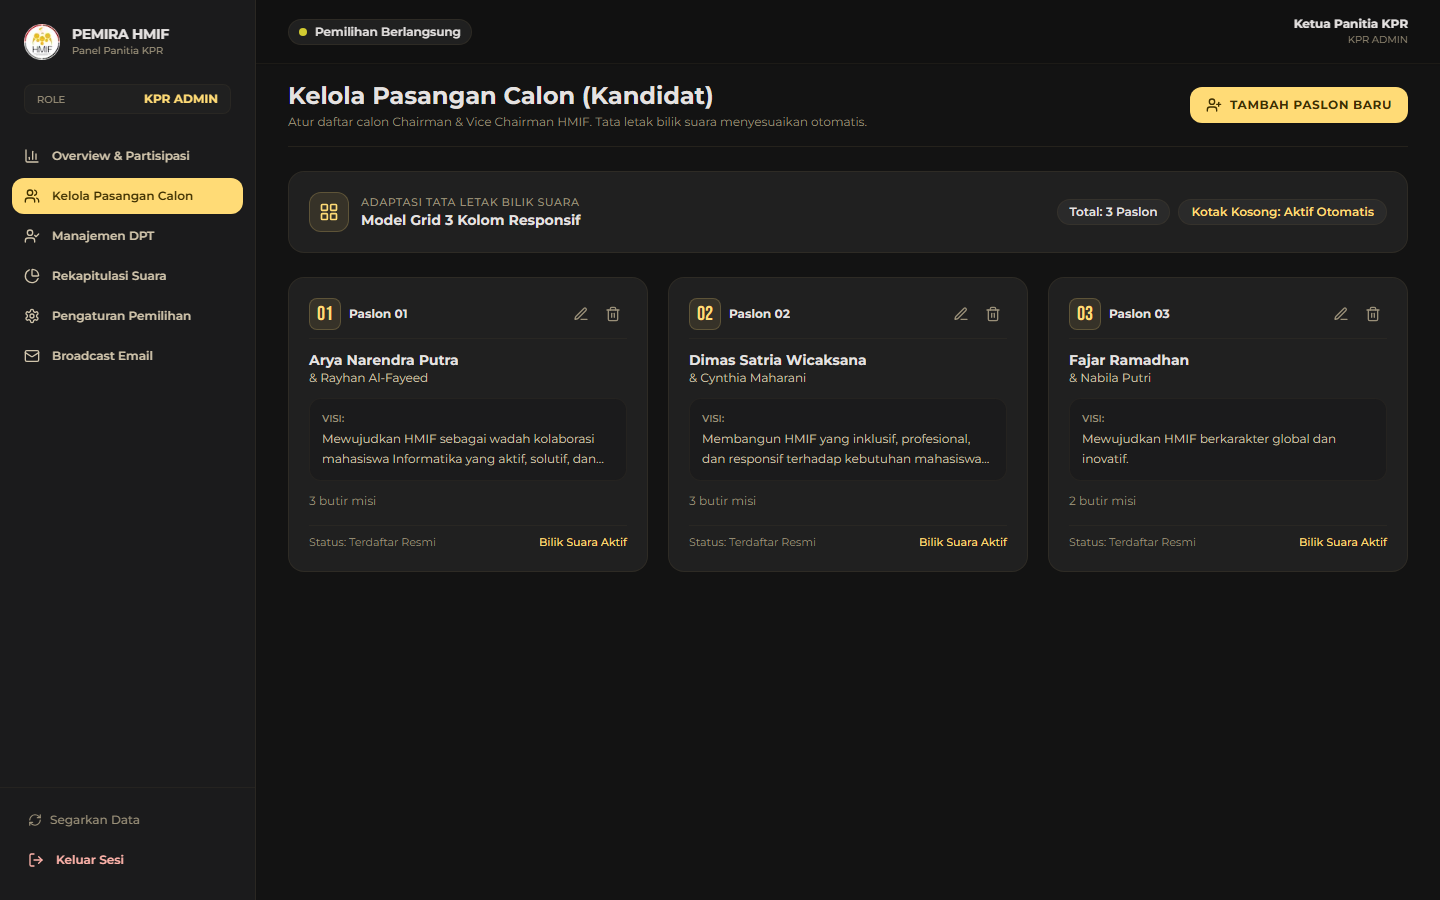 PEMIRA HMIF
Panel Panitia KPR
HMIF
ROLE
KPR ADMIN
Overview & Partisipasi
Kelola Pasangan Calon
Manajemen DPT
Rekapitulasi Suara
Pengaturan Pemilihan
Broadcast Email
Segarkan Data
Keluar Sesi
Pemilihan Berlangsung
Ketua Panitia KPR
KPR ADMIN
Kelola Pasangan Calon (Kandidat)
Atur daftar calon Chairman & Vice Chairman HMIF. Tata letak bilik suara menyesuaikan otomatis.
TAMBAH PASLON BARU
ADAPTASI TATA LETAK BILIK SUARA
Model Grid 3 Kolom Responsif
Total: 3 Paslon
Kotak Kosong: Aktif Otomatis
01
Paslon 01
Arya Narendra Putra
& Rayhan Al-Fayeed
VISI:
Mewujudkan HMIF sebagai wadah kolaborasi
mahasiswa Informatika yang aktif, solutif, dan...
3 butir misi
Status: Terdaftar Resmi
Bilik Suara Aktif
02
Paslon 02
Dimas Satria Wicaksana
& Cynthia Maharani
VISI:
Membangun HMIF yang inklusif, profesional,
dan responsif terhadap kebutuhan mahasiswa...
3 butir misi
Status: Terdaftar Resmi
Bilik Suara Aktif
03
Paslon 03
Fajar Ramadhan
& Nabila Putri
VISI:
Mewujudkan HMIF berkarakter global dan
inovatif.
2 butir misi
Status: Terdaftar Resmi
Bilik Suara Aktif